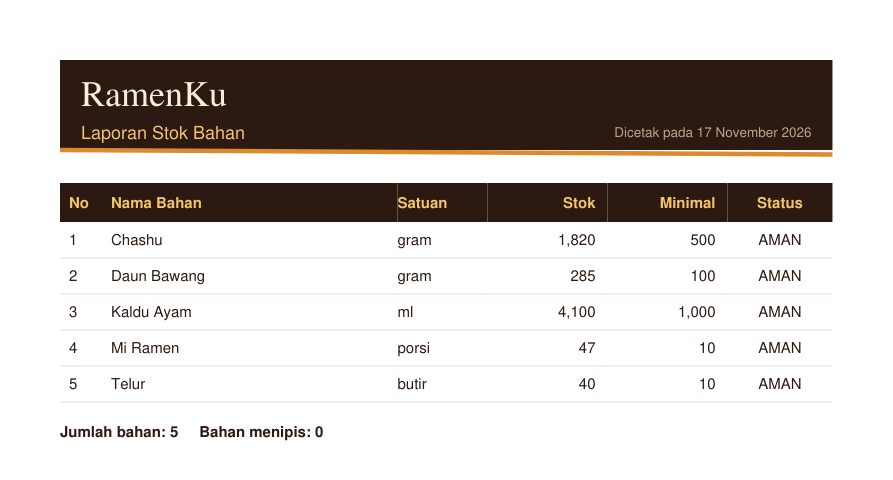 RamenKu
Laporan Stok Bahan
Dicetak pada 17 November 2026
No Nama Bahan Satuan Stok Minimal Status
1 Chashu gram 1,820 500 AMAN
2 Daun Bawang gram 285 100 AMAN
3 Kaldu Ayam ml 4,100 1,000 AMAN
4 Mi Ramen porsi 47 10 AMAN
5 Telur butir 40 10 AMAN
Jumlah bahan: 5 Bahan menipis: 0